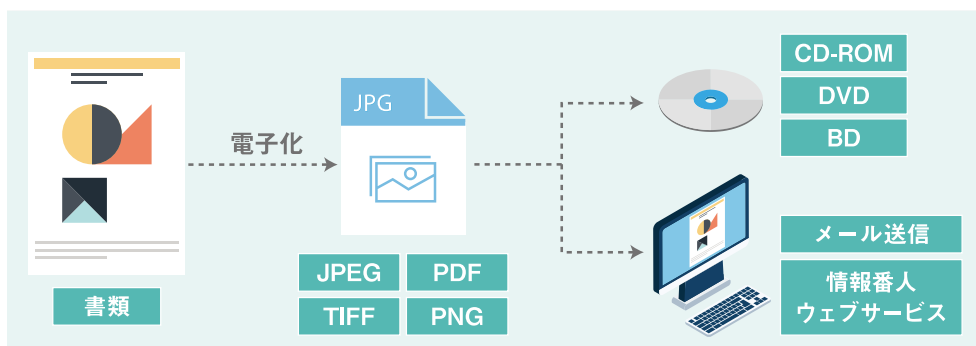 書類
電子化
JPG
JPEG
PDF
TIFF
PNG
CD-ROM
DVD
BD
メール送信
情報番人
ウェブサービス